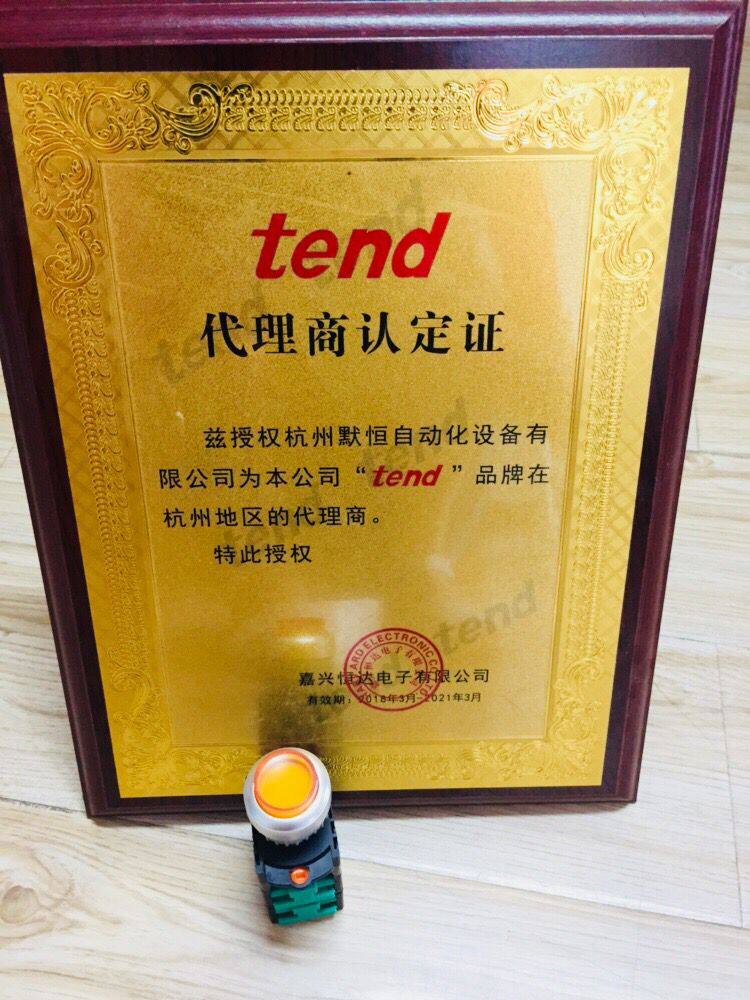 tend
代理商认定证
兹授权杭州默恒自动化设备有
限公司为本公司“tend”品牌在
杭州地区的代理商。
特此授权
嘉兴恒达电子有限公司
有效期：2018年3月-2021年3月